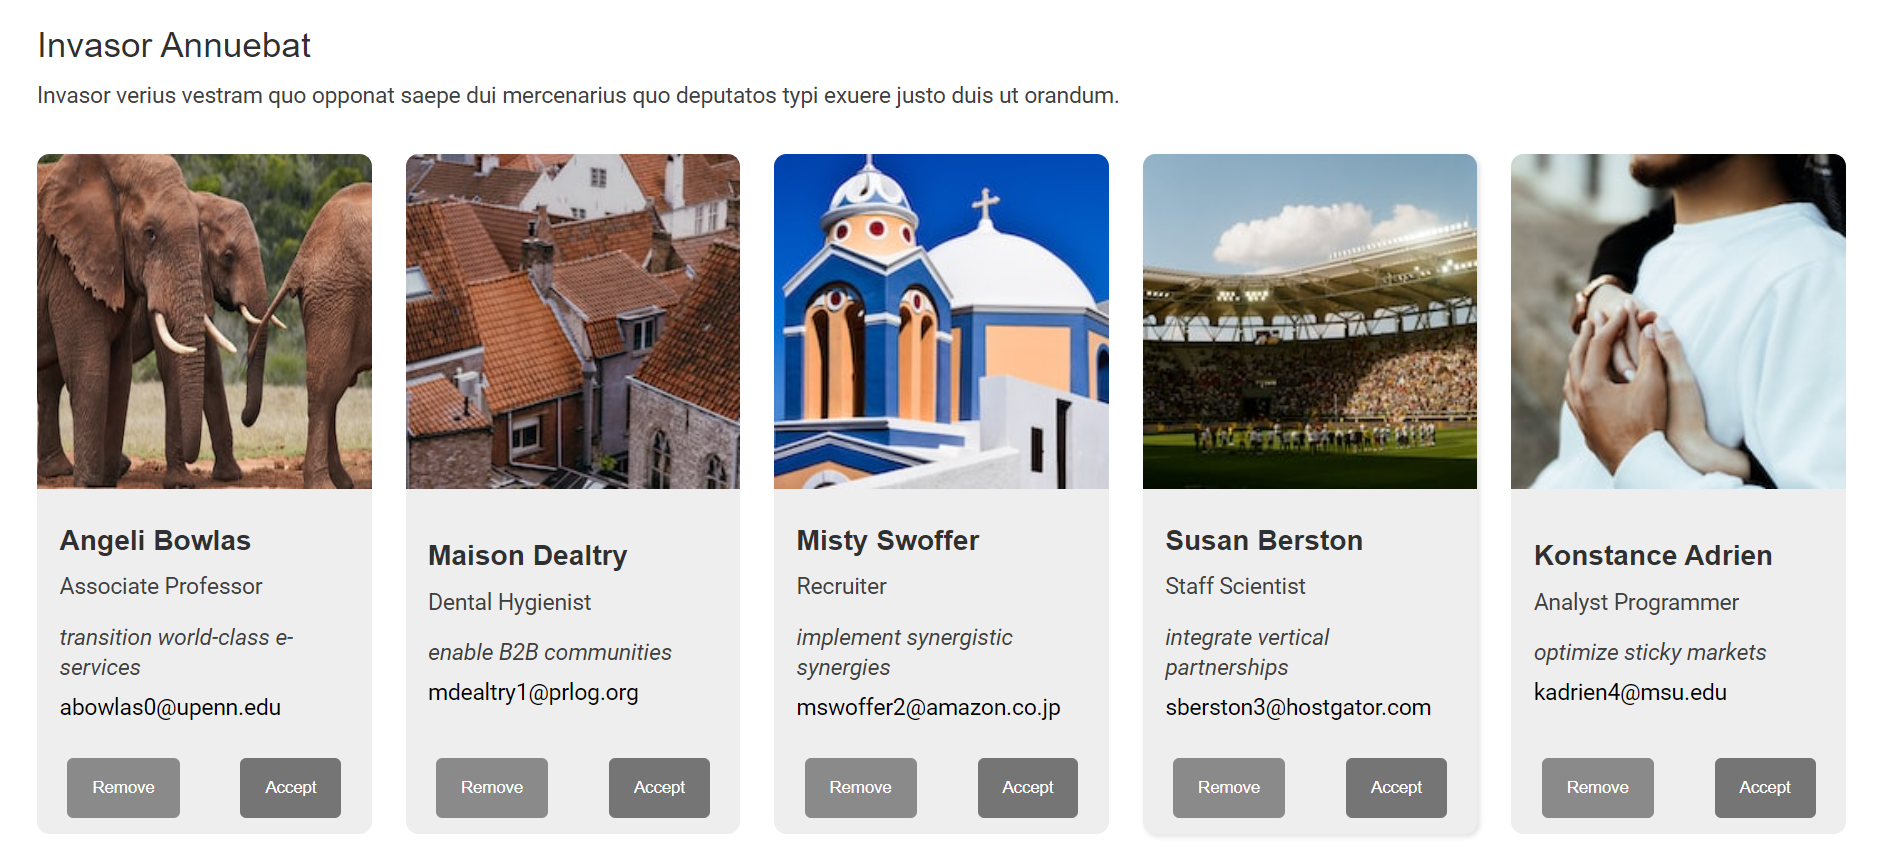 Invasor Annuebat
Invasor verius vestram quo opponat saepe dui mercenarius quo deputatos typi exuere justo duis ut orandum.
Angeli Bowlas
Associate Professor
transition world-class e-
services
abowlas0@upenn.edu
Remove
Accept
Maison Dealtry
Dental Hygienist
enable B2B communities
mdealtry1@prlog.org
Remove
Accept
Misty Swoffer
Recruiter
implement synergistic
synergies
mswoffer2@amazon.co.jp
Remove
Accept
Susan Berston
Staff Scientist
integrate vertical
partnerships
sberston3@hostgator.com
Remove
Accept
Konstance Adrien
Analyst Programmer
optimize sticky markets
kadrien4@msu.edu
Remove
Accept